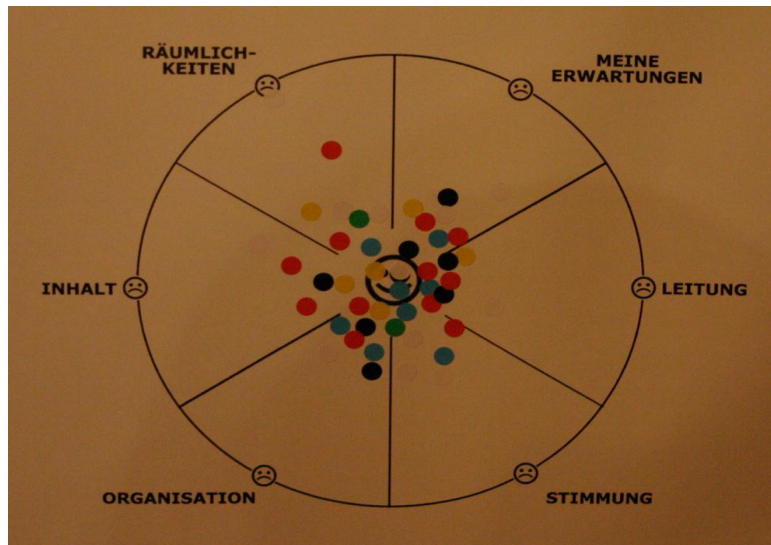 RÄUMLICH-
KEITEN
MEINE
ERWARTUNGEN
INHALT
LEITUNG
ORGANISATION
STIMMUNG